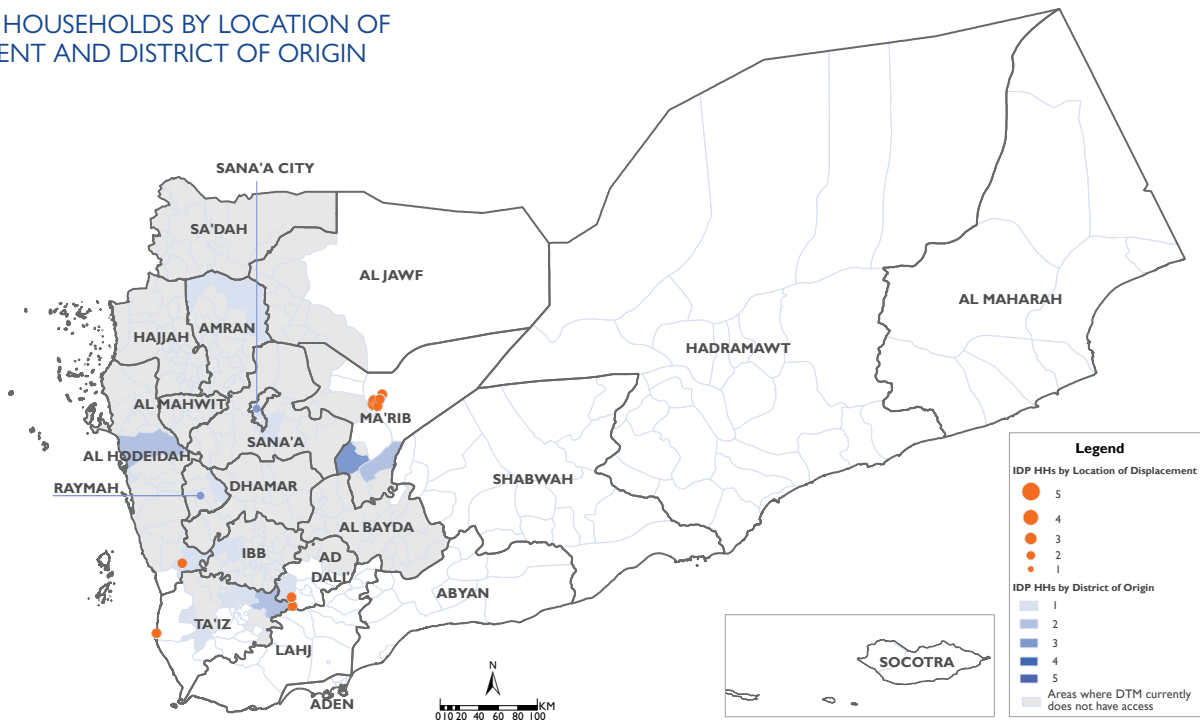 HOUSEHOLDS BY LOCATION OF
ENT AND DISTRICT OF ORIGIN
SANA'A CITY
SA'DAH
AL JAWF
AL MAHARAH
HAJJAH
AMRAN
HADRAMAWT
AL MAHWIT
MA'RIB
SANA'A
AL HODEIDAH
SHABWAH
RAYMAH
DHAMAR
AL BAYDA
IBB
AD
DALI'
ABYAN
TA'IZ
LAHJ
SOCOTRA
ADEN
N
KM
0 10 20 40 60 80 100
Legend
IDP HHs by Location of Displacement
5
4
3
2
1
IDP HHs by District of Origin
1
2
3
4
5
Areas where DTM currently
does not have access